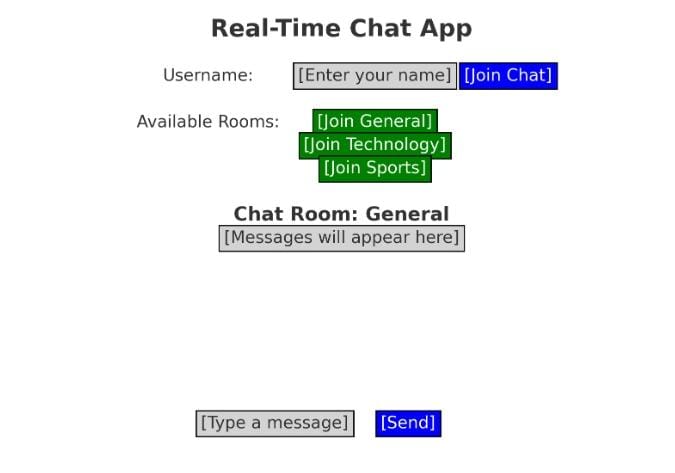 Real-Time Chat App
Username: [Enter your name] [Join Chat]
Available Rooms: [Join General]
[Join Technology]
[Join Sports]
Chat Room: General
[Messages will appear here]
[Type a message] [Send]